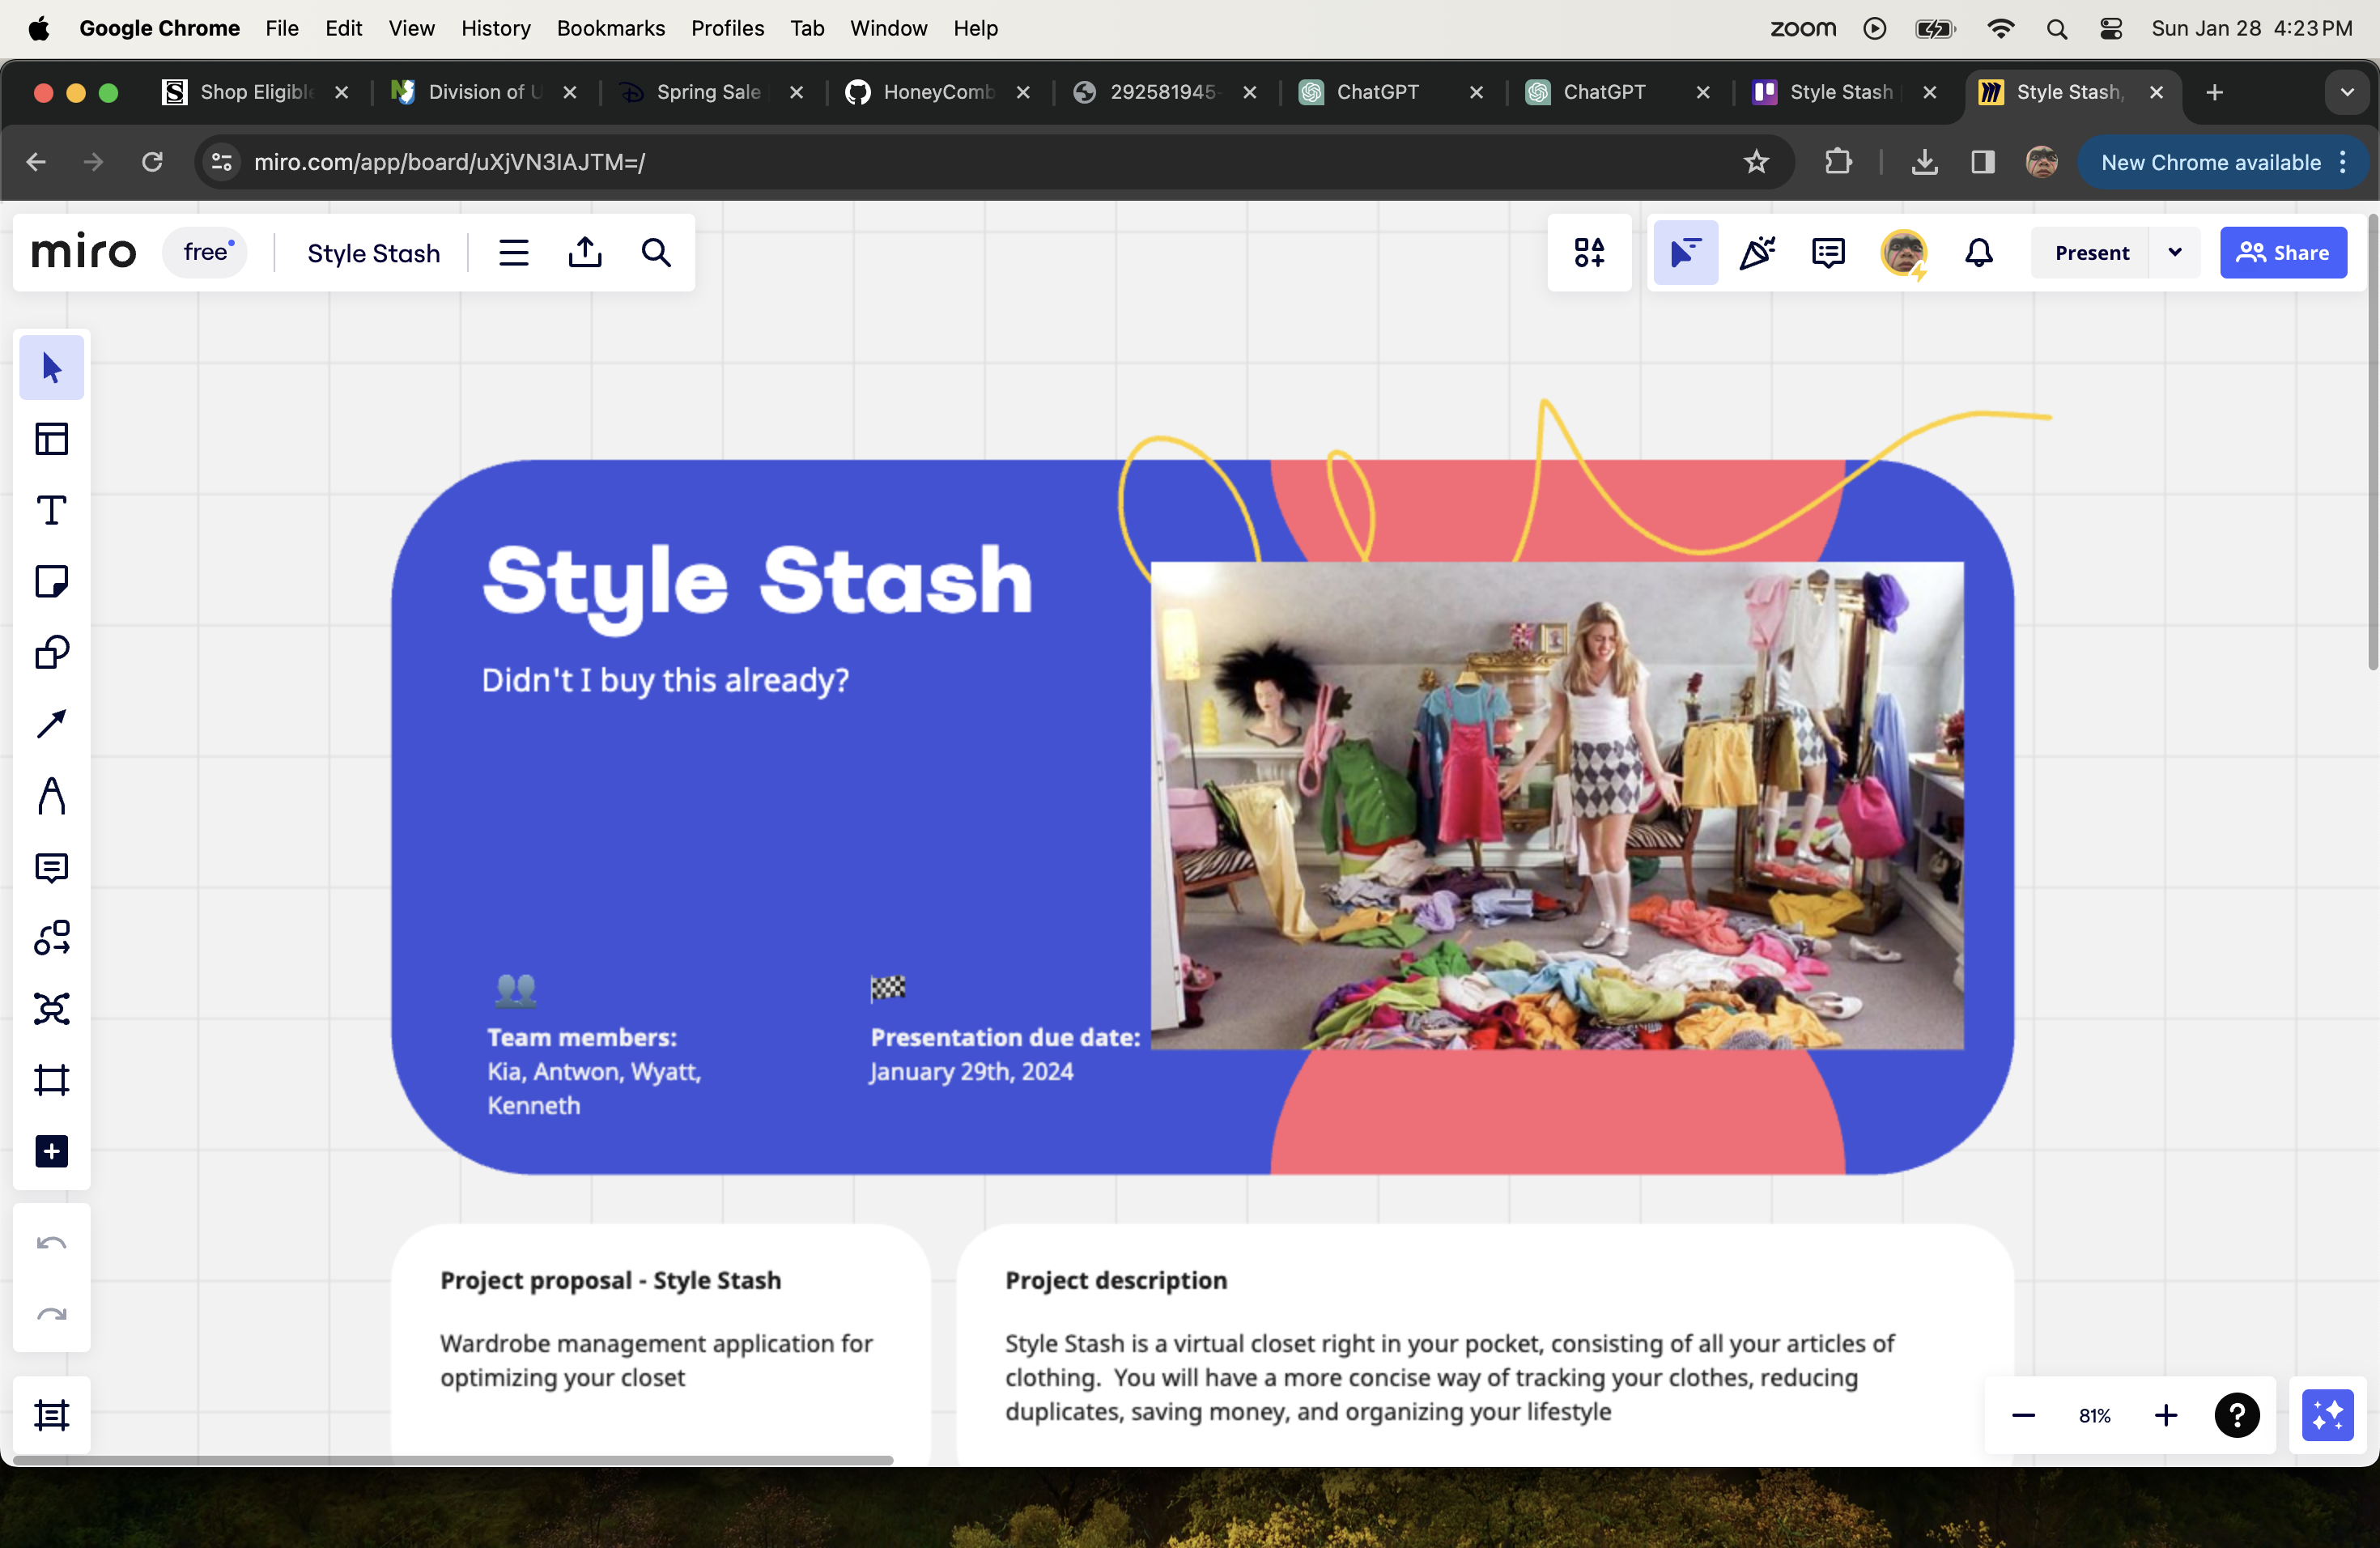 Google Chrome File Edit View History Bookmarks Profiles Tab Window Help zoom Sun Jan 28 4:23 PM
Shop Eligible Division of U Spring Sale HoneyComb 292581945- ChatGPT ChatGPT Style Stash Style Stash,
miro.com/app/board/uXjVN3IAJTM=/ New Chrome available
miro free Style Stash Present Share
Style Stash
Didn't I buy this already?
Team members:
Kia, Antwon, Wyatt,
Kenneth
Presentation due date:
January 29th, 2024
Project proposal - Style Stash
Wardrobe management application for
optimizing your closet
Project description
Style Stash is a virtual closet right in your pocket, consisting of all your articles of
clothing. You will have a more concise way of tracking your clothes, reducing
duplicates, saving money, and organizing your lifestyle
81%